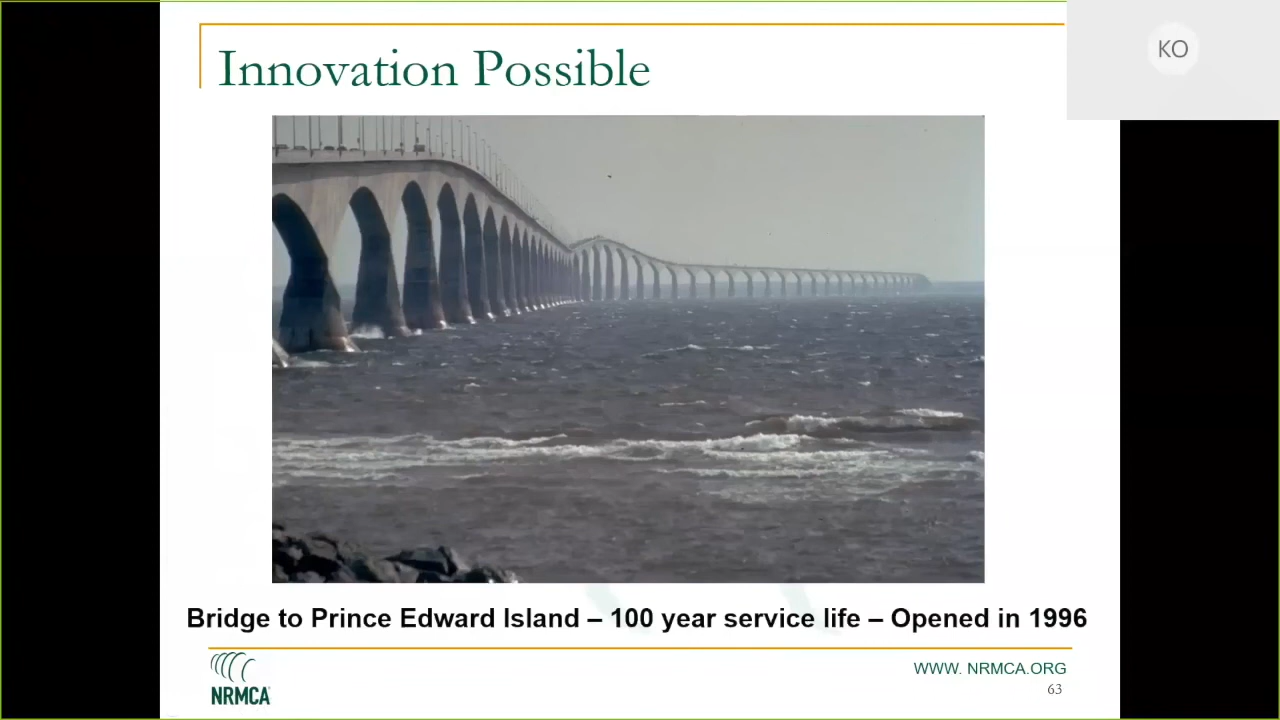 Innovation Possible
KO
Bridge to Prince Edward Island – 100 year service life – Opened in 1996
NRMCA
WWW. NRMCA.ORG
63